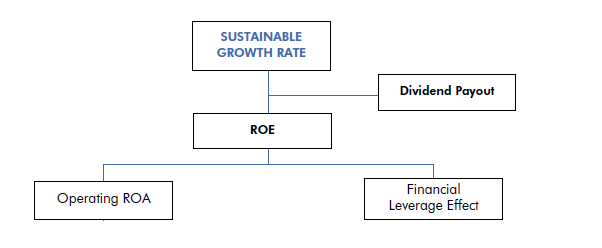 SUSTAINABLE
GROWTH RATE
Dividend Payout
ROE
Operating ROA
Financial
Leverage Effect